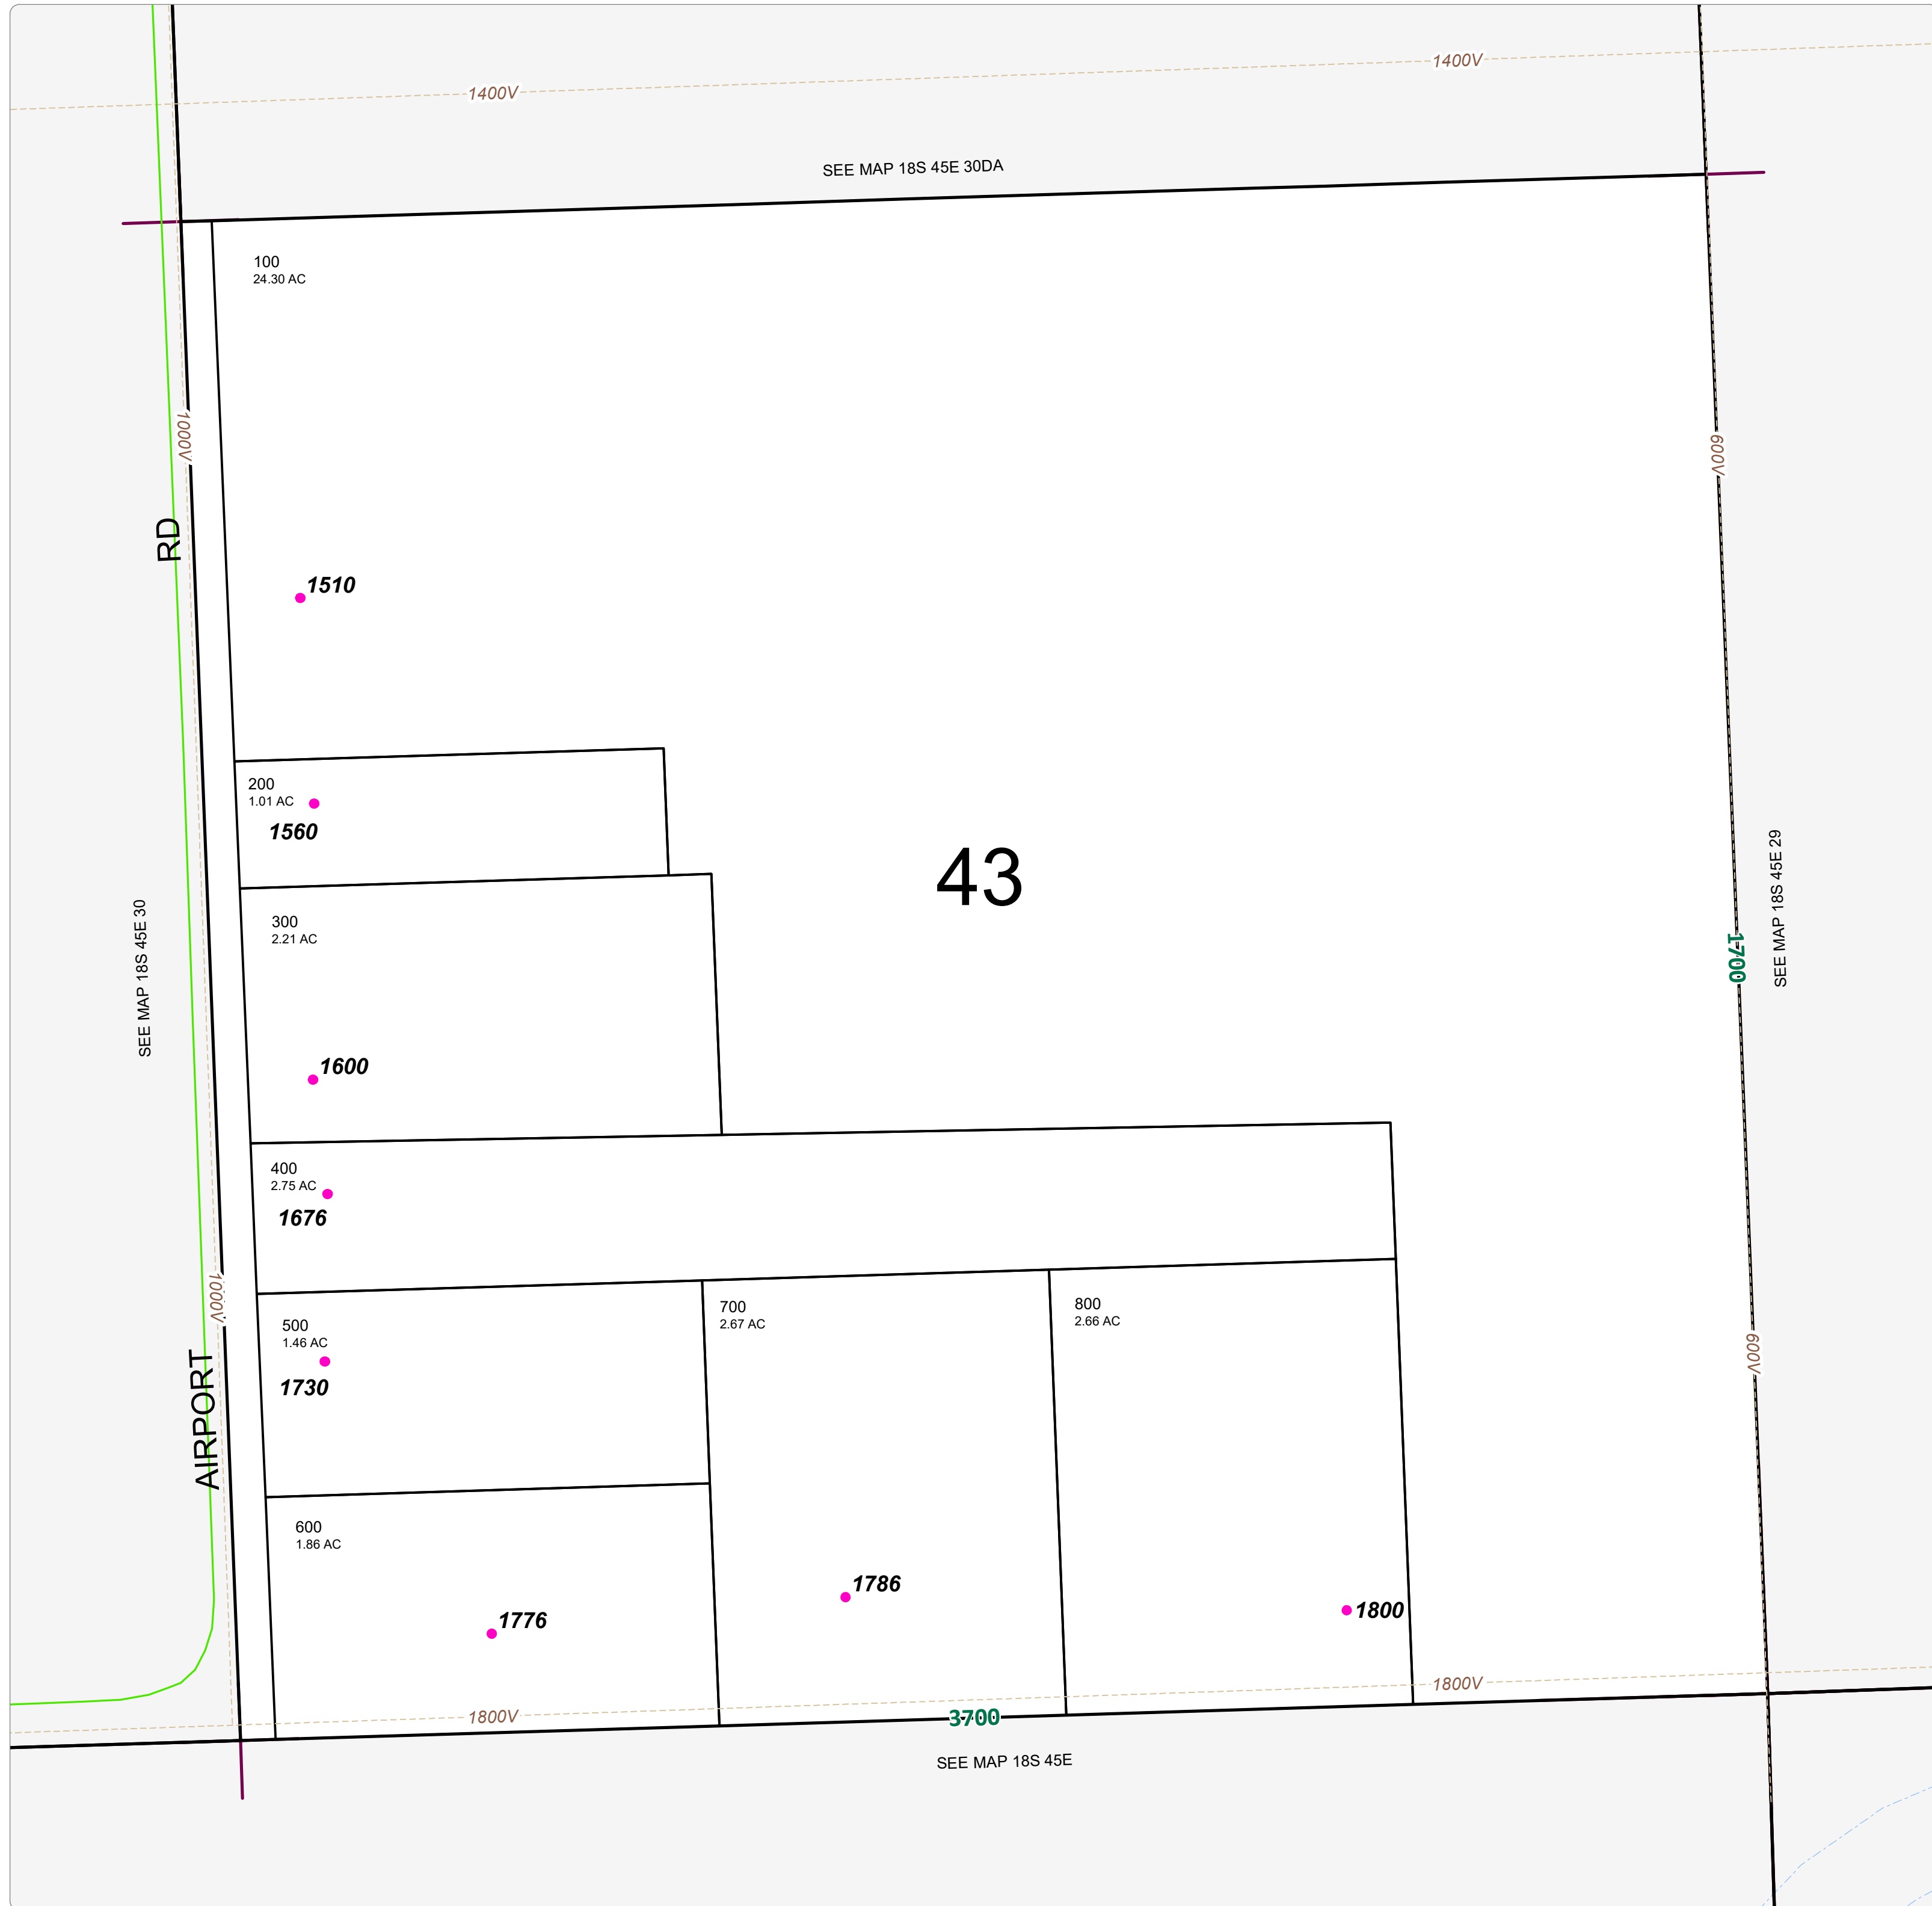 1400V
1400V
SEE MAP 18S 45E 30DA
100
24.30 AC
1000V
600V
RD
1510
200
1.01 AC
1560
43
SEE MAP 18S 45E 30
300
2.21 AC
1700
SEE MAP 18S 45E 29
1600
400
2.75 AC
1676
1000V
500
1.46 AC
1730
700
2.67 AC
800
2.66 AC
600V
AIRPORT
600
1.86 AC
1776
1786
1800
1800V
1800V
3700
SEE MAP 18S 45E